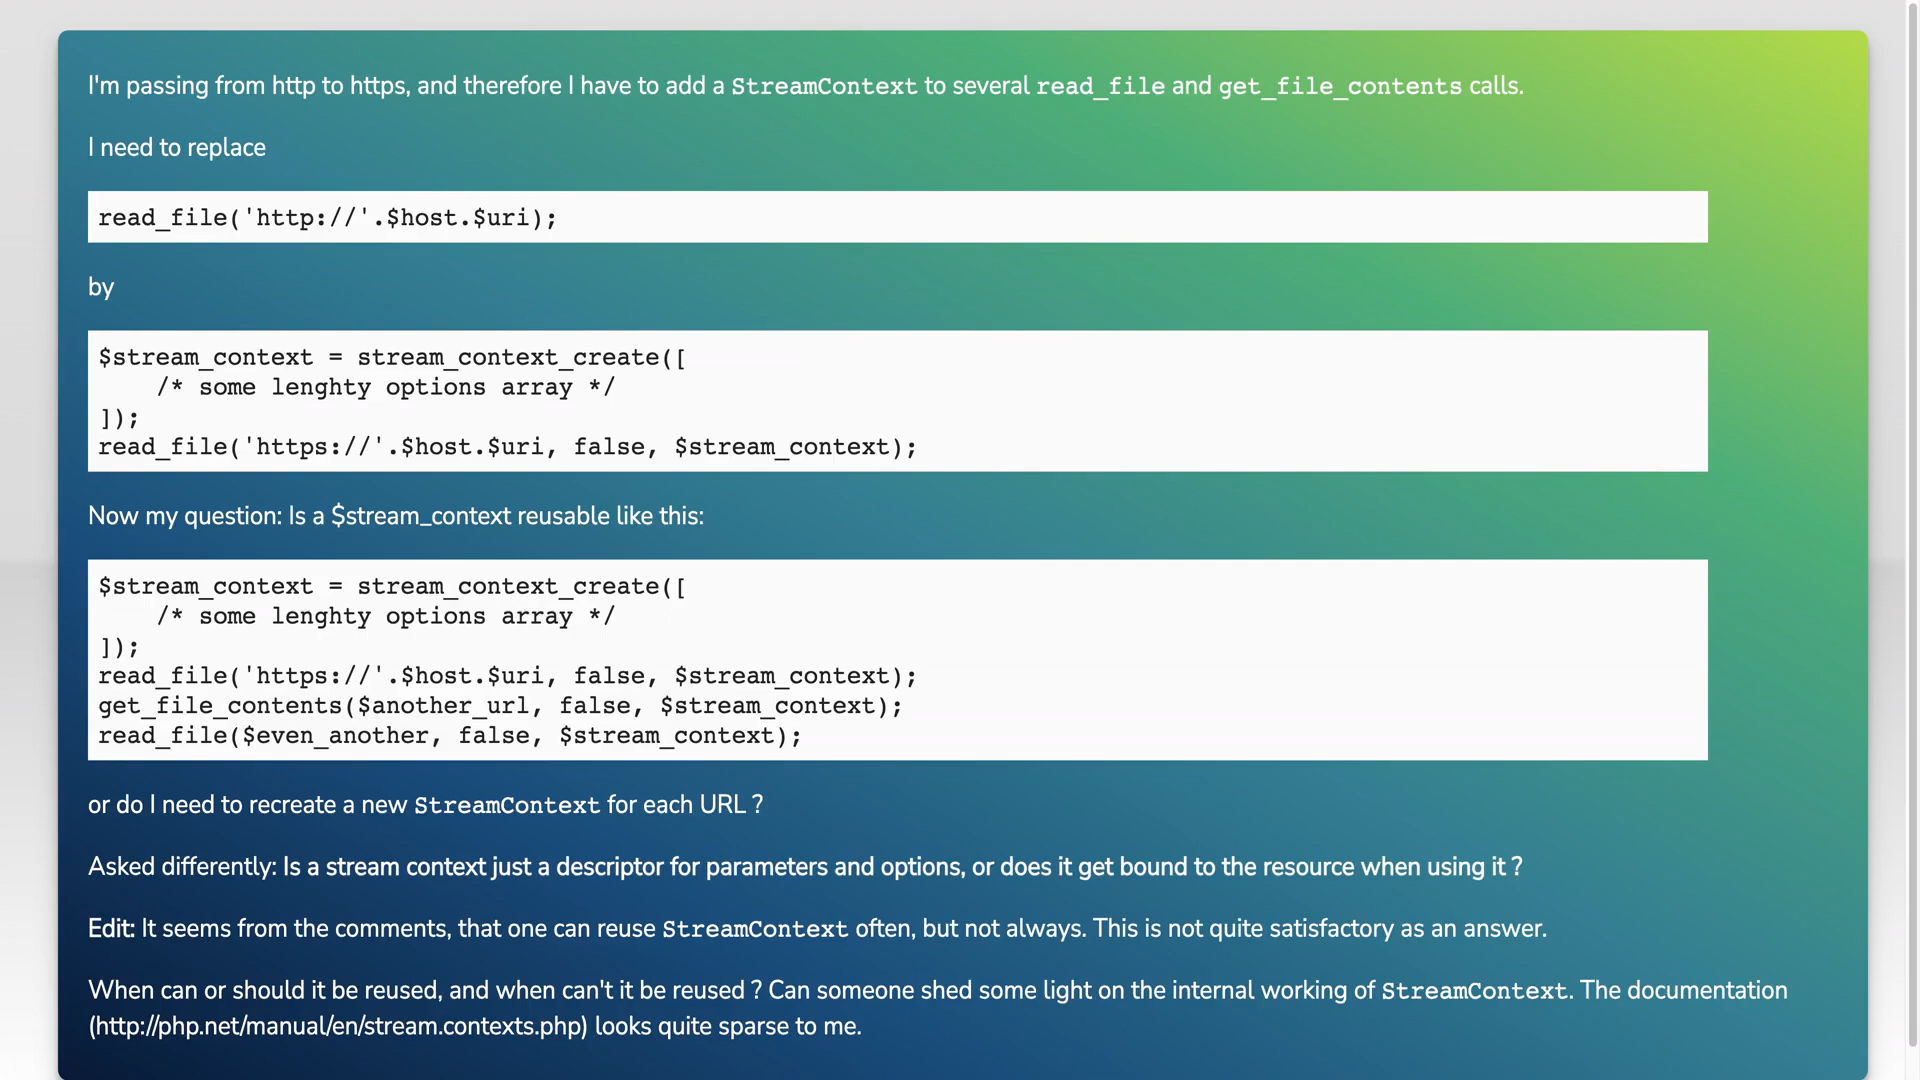 I'm passing from http to https, and therefore I have to add a StreamContext to several read_file and get_file_contents calls.
I need to replace
read_file('http://'.$host.$uri);
by
$stream_context = stream_context_create([
    /* some lenghty options array */
]);
read_file('https://'.$host.$uri, false, $stream_context);
Now my question: Is a $stream_context reusable like this:
$stream_context = stream_context_create([
    /* some lenghty options array */
]);
read_file('https://'.$host.$uri, false, $stream_context);
get_file_contents($another_url, false, $stream_context);
read_file($even_another, false, $stream_context);
or do I need to recreate a new StreamContext for each URL ?
Asked differently: Is a stream context just a descriptor for parameters and options, or does it get bound to the resource when using it ?
Edit: It seems from the comments, that one can reuse StreamContext often, but not always. This is not quite satisfactory as an answer.
When can or should it be reused, and when can't it be reused ? Can someone shed some light on the internal working of StreamContext. The documentation
(http://php.net/manual/en/stream.contexts.php) looks quite sparse to me.